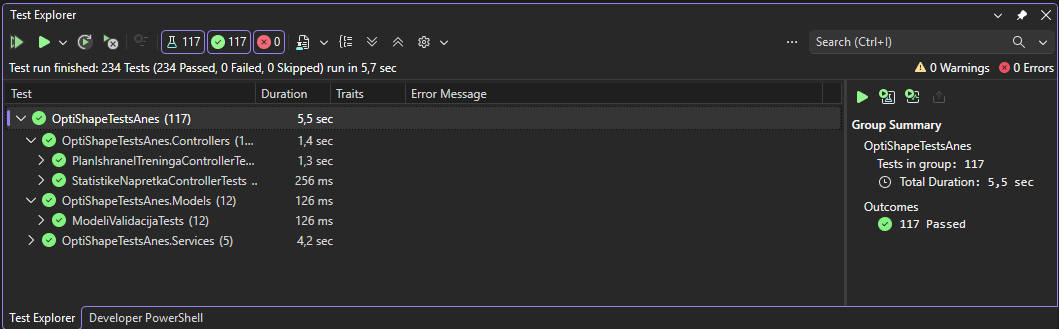 Test Explorer
117 117 0 Search (Ctrl+I)
Test run finished: 234 Tests (234 Passed, 0 Failed, 0 Skipped) run in 5,7 sec 0 Warnings 0 Errors
Test Duration Traits Error Message
OptiShapeTestsAnes (117) 5,5 sec
OptiShapeTestsAnes.Controllers (1... 1,4 sec
PlanIshraneITreningaControllerTe... 1,3 sec
StatistikeNapretkaControllerTests ... 256 ms
OptiShapeTestsAnes.Models (12) 126 ms
ModeliValidacijaTests (12) 126 ms
OptiShapeTestsAnes.Services (5) 4,2 sec
Group Summary
OptiShapeTestsAnes
Tests in group: 117
Total Duration: 5,5 sec
Outcomes
117 Passed
Test Explorer Developer PowerShell